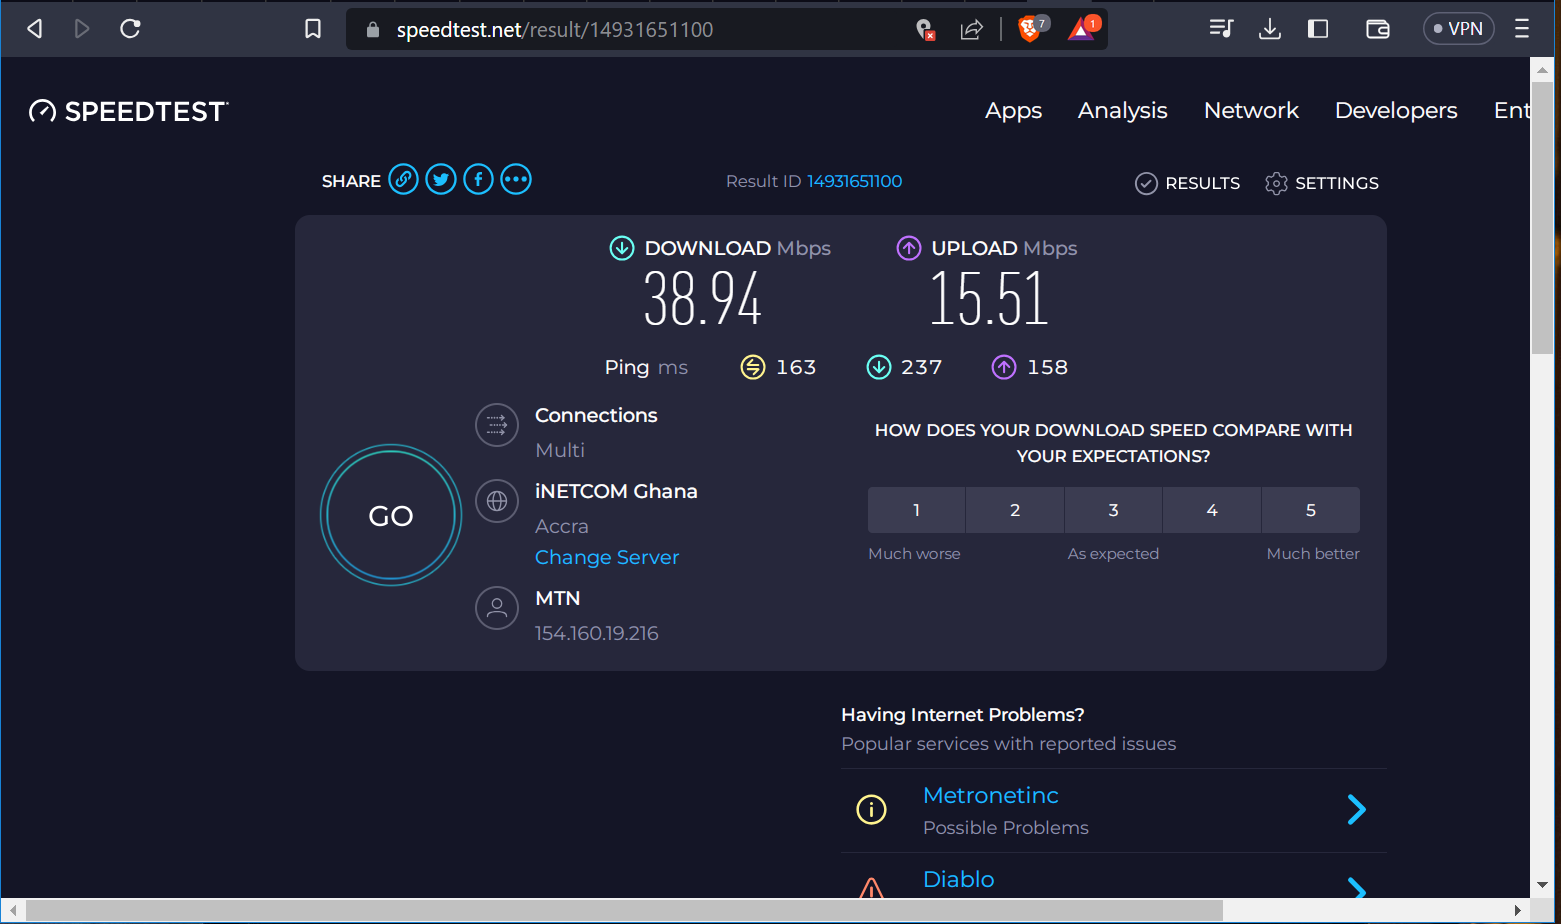 speedtest.net/result/14931651100
7
1
VPN
SPEEDTEST
Apps Analysis Network Developers Ent
SHARE
Result ID 14931651100
RESULTS SETTINGS
DOWNLOAD Mbps
38.94
UPLOAD Mbps
15.51
Ping ms 163 237 158
Connections
Multi
iNETCOM Ghana
Accra
Change Server
MTN
154.160.19.216
GO
HOW DOES YOUR DOWNLOAD SPEED COMPARE WITH
YOUR EXPECTATIONS?
1 2 3 4 5
Much worse As expected Much better
Having Internet Problems?
Popular services with reported issues
Metronetinc
Possible Problems
Diablo